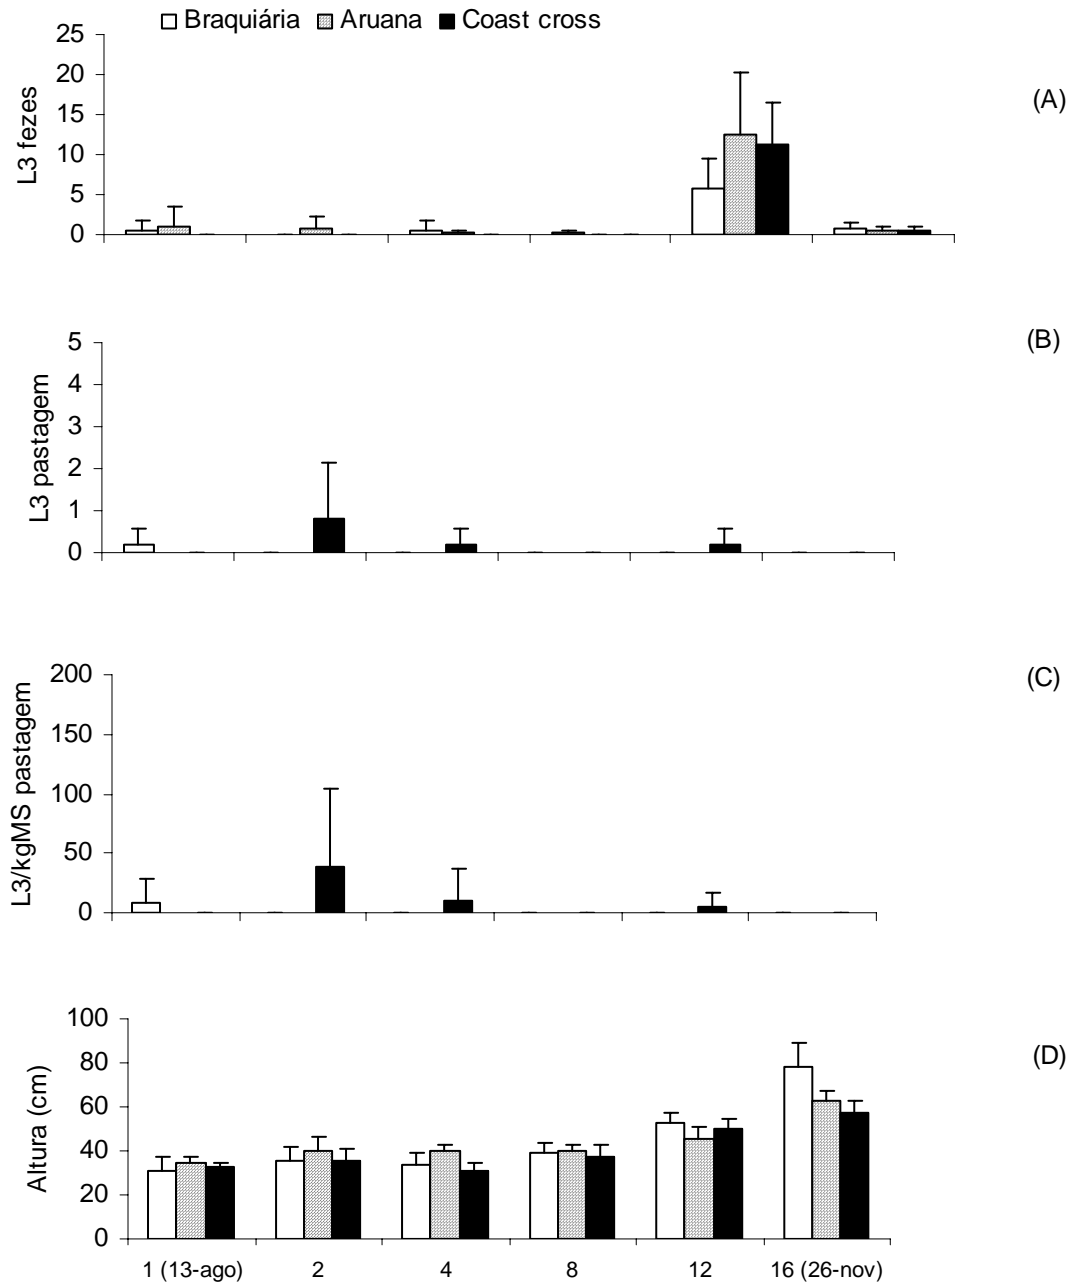 Braquiária Aruana Coast cross
25
20
15
10
5
0
L3 fezes
(A)
5
4
3
2
1
0
L3 pastagem
(B)
200
150
100
50
0
L3/kgMS pastagem
(C)
100
80
60
40
20
0
Altura (cm)
(D)
1 (13-ago) 2 4 8 12 16 (26-nov)